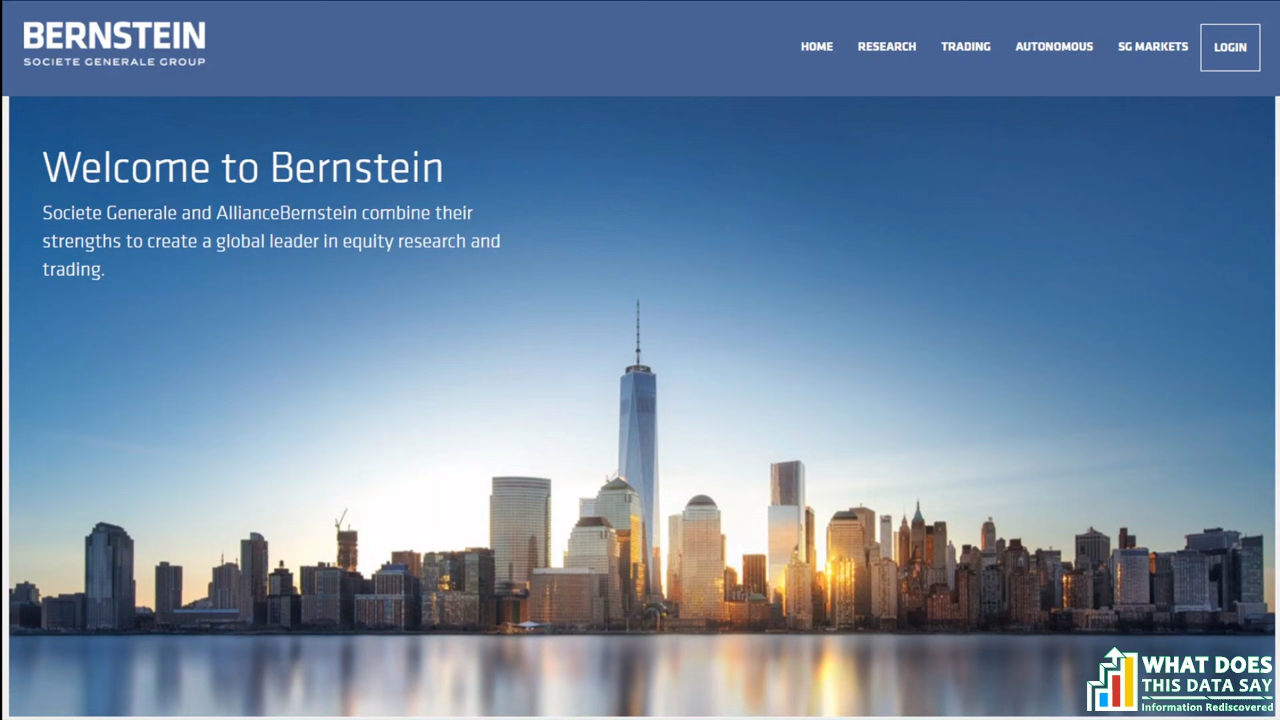 BERNSTEIN
SOCIETE GENERALE GROUP
HOME RESEARCH TRADING AUTONOMOUS SG MARKETS LOGIN
Welcome to Bernstein
Societe Generale and AllianceBernstein combine their
strengths to create a global leader in equity research and
trading.
WHAT DOES
THIS DATA SAY
Information Rediscovered